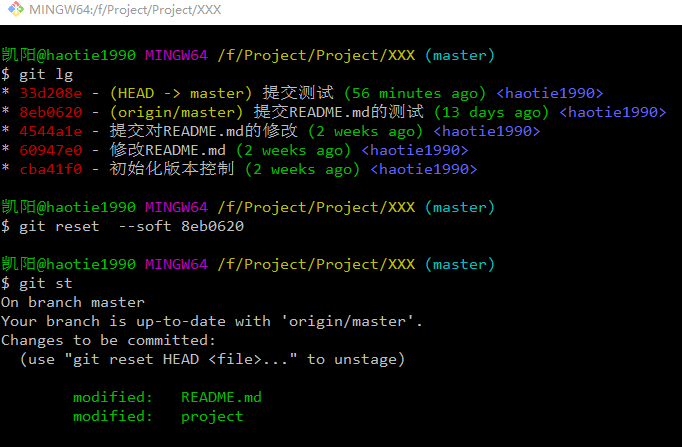 MINGW64:/f/Project/Project/XXX
凯阳@haotie1990 MINGW64 /f/Project/Project/XXX (master)
$ git lg
* 33d208e - (HEAD -> master) 提交测试 (56 minutes ago) <haotie1990>
* 8eb0620 - (origin/master) 提交README.md的测试 (13 days ago) <haotie1990>
* 4544a1e - 提交对README.md的修改 (2 weeks ago) <haotie1990>
* 60947e0 - 修改README.md (2 weeks ago) <haotie1990>
* cba41f0 - 初始化版本控制 (2 weeks ago) <haotie1990>
凯阳@haotie1990 MINGW64 /f/Project/Project/XXX (master)
$ git reset  --soft 8eb0620
凯阳@haotie1990 MINGW64 /f/Project/Project/XXX (master)
$ git st
On branch master
Your branch is up-to-date with 'origin/master'.
Changes to be committed:
  (use "git reset HEAD <file>..." to unstage)
        modified:   README.md
        modified:   project